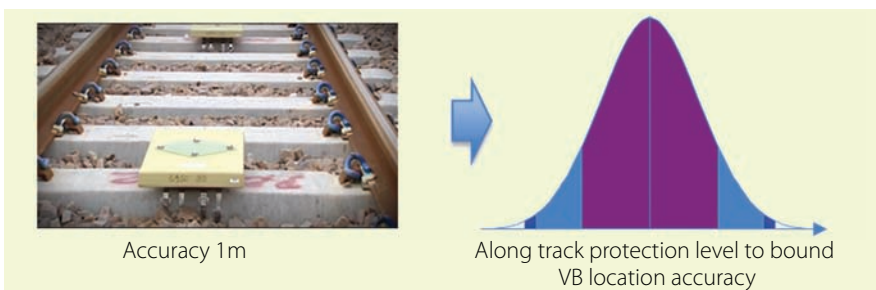 Accuracy 1m
Along track protection level to bound
VB location accuracy